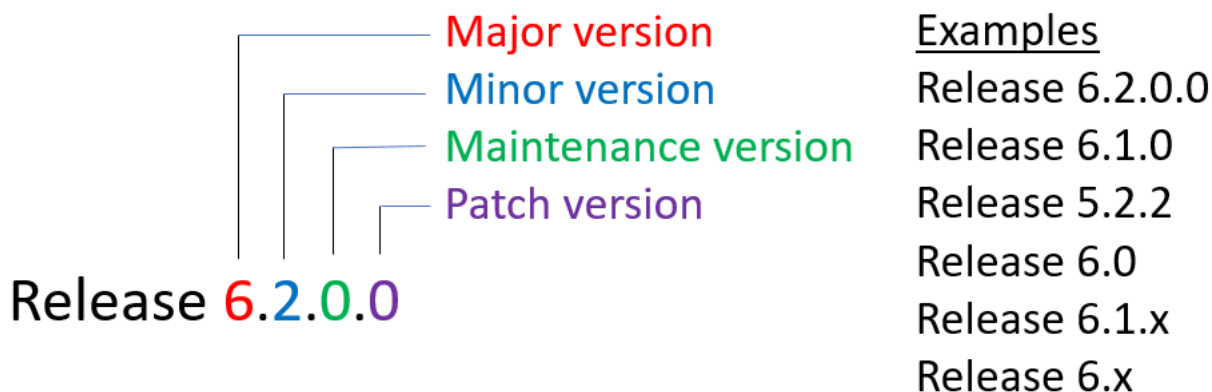 Major version
Minor version
Maintenance version
Patch version
Release 6.2.0.0
Examples
Release 6.2.0.0
Release 6.1.0
Release 5.2.2
Release 6.0
Release 6.1.x
Release 6.x